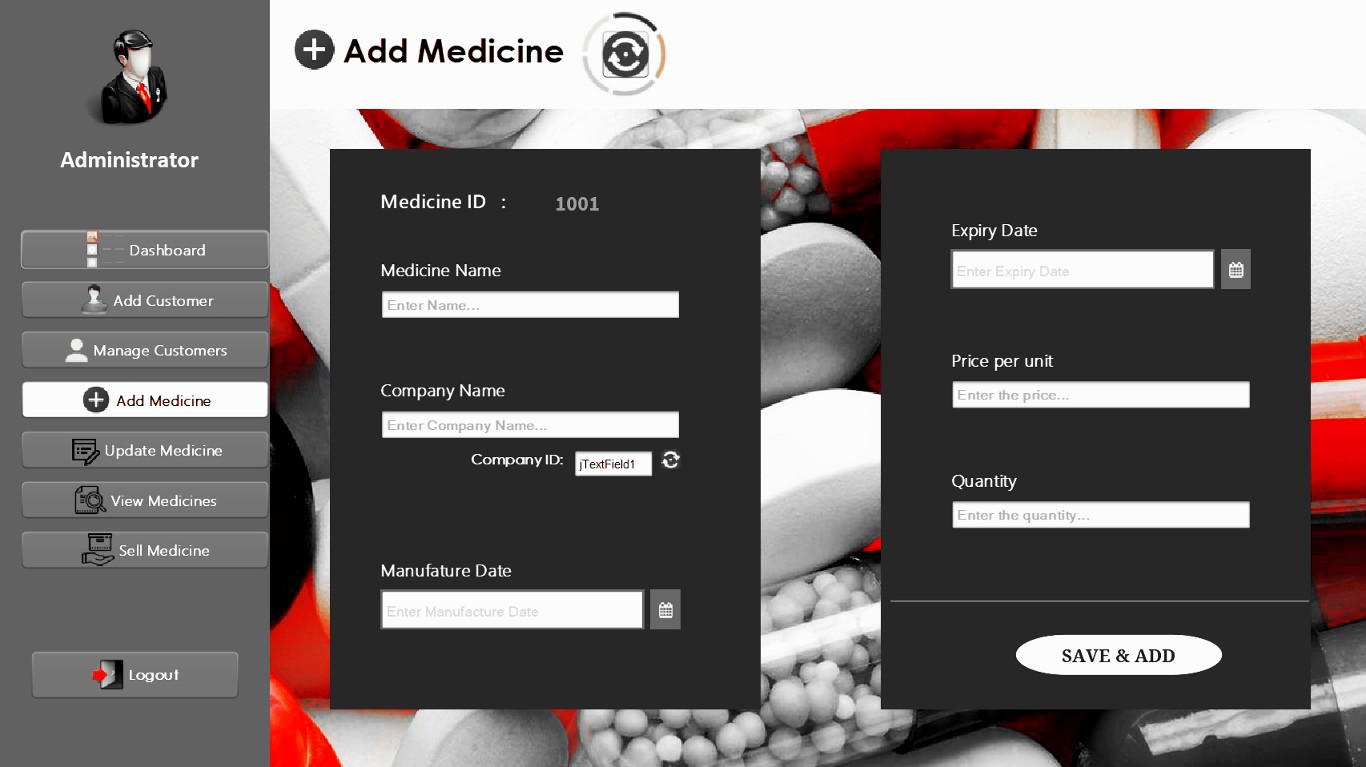 Add Medicine
Administrator
Dashboard
Add Customer
Manage Customers
Add Medicine
Update Medicine
View Medicines
Sell Medicine
Logout
Medicine ID : 1001
Medicine Name
Enter Name...
Company Name
Enter Company Name...
Company ID: jTextField1
Manufature Date
Enter Manufacture Date
Expiry Date
Enter Expiry Date
Price per unit
Enter the price...
Quantity
Enter the quantity...
SAVE & ADD